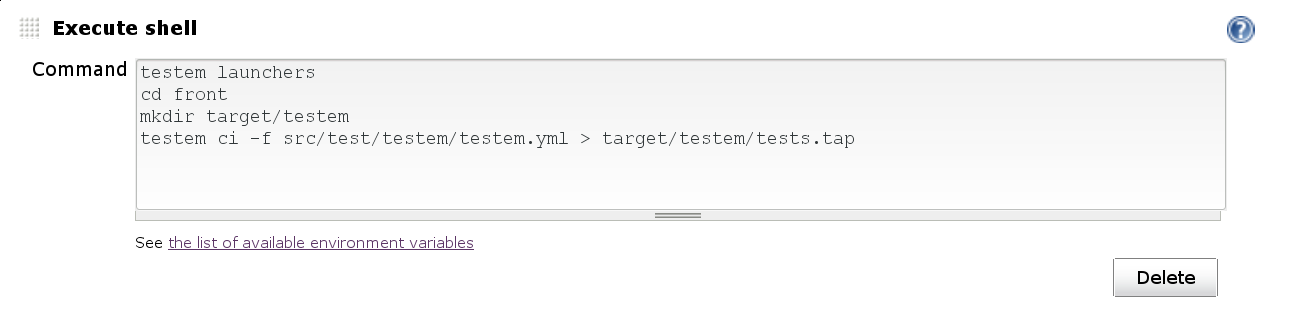 Execute shell
Command
testem launchers
cd front
mkdir target/testem
testem ci -f src/test/testem/testem.yml > target/testem/tests.tap
See the list of available environment variables
Delete